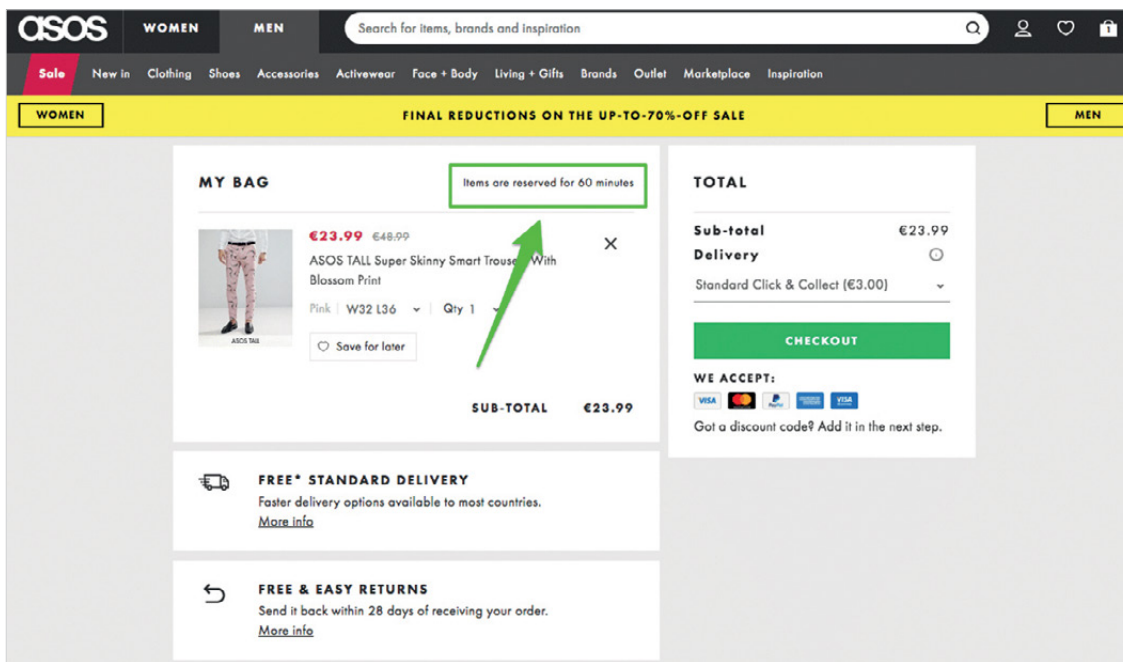 asos
WOMEN
MEN
Search for items, brands and inspiration
1
Sale New in Clothing Shoes Accessories Activewear Face + Body Living + Gifts Brands Outlet Marketplace Inspiration
WOMEN
FINAL REDUCTIONS ON THE UP-TO-70%-OFF SALE
MEN
MY BAG
Items are reserved for 60 minutes
€23.99 €48.99
ASOS TALL Super Skinny Smart Trousers With
Blossom Print
Pink W32 L36 Qty 1
Save for later
ASOS TALL
SUB-TOTAL €23.99
TOTAL
Sub-total €23.99
Delivery
Standard Click & Collect (€3.00)
CHECKOUT
WE ACCEPT:
VISA PayPal VISA
Got a discount code? Add it in the next step.
FREE* STANDARD DELIVERY
Faster delivery options available to most countries.
More info
FREE & EASY RETURNS
Send it back within 28 days of receiving your order.
More info